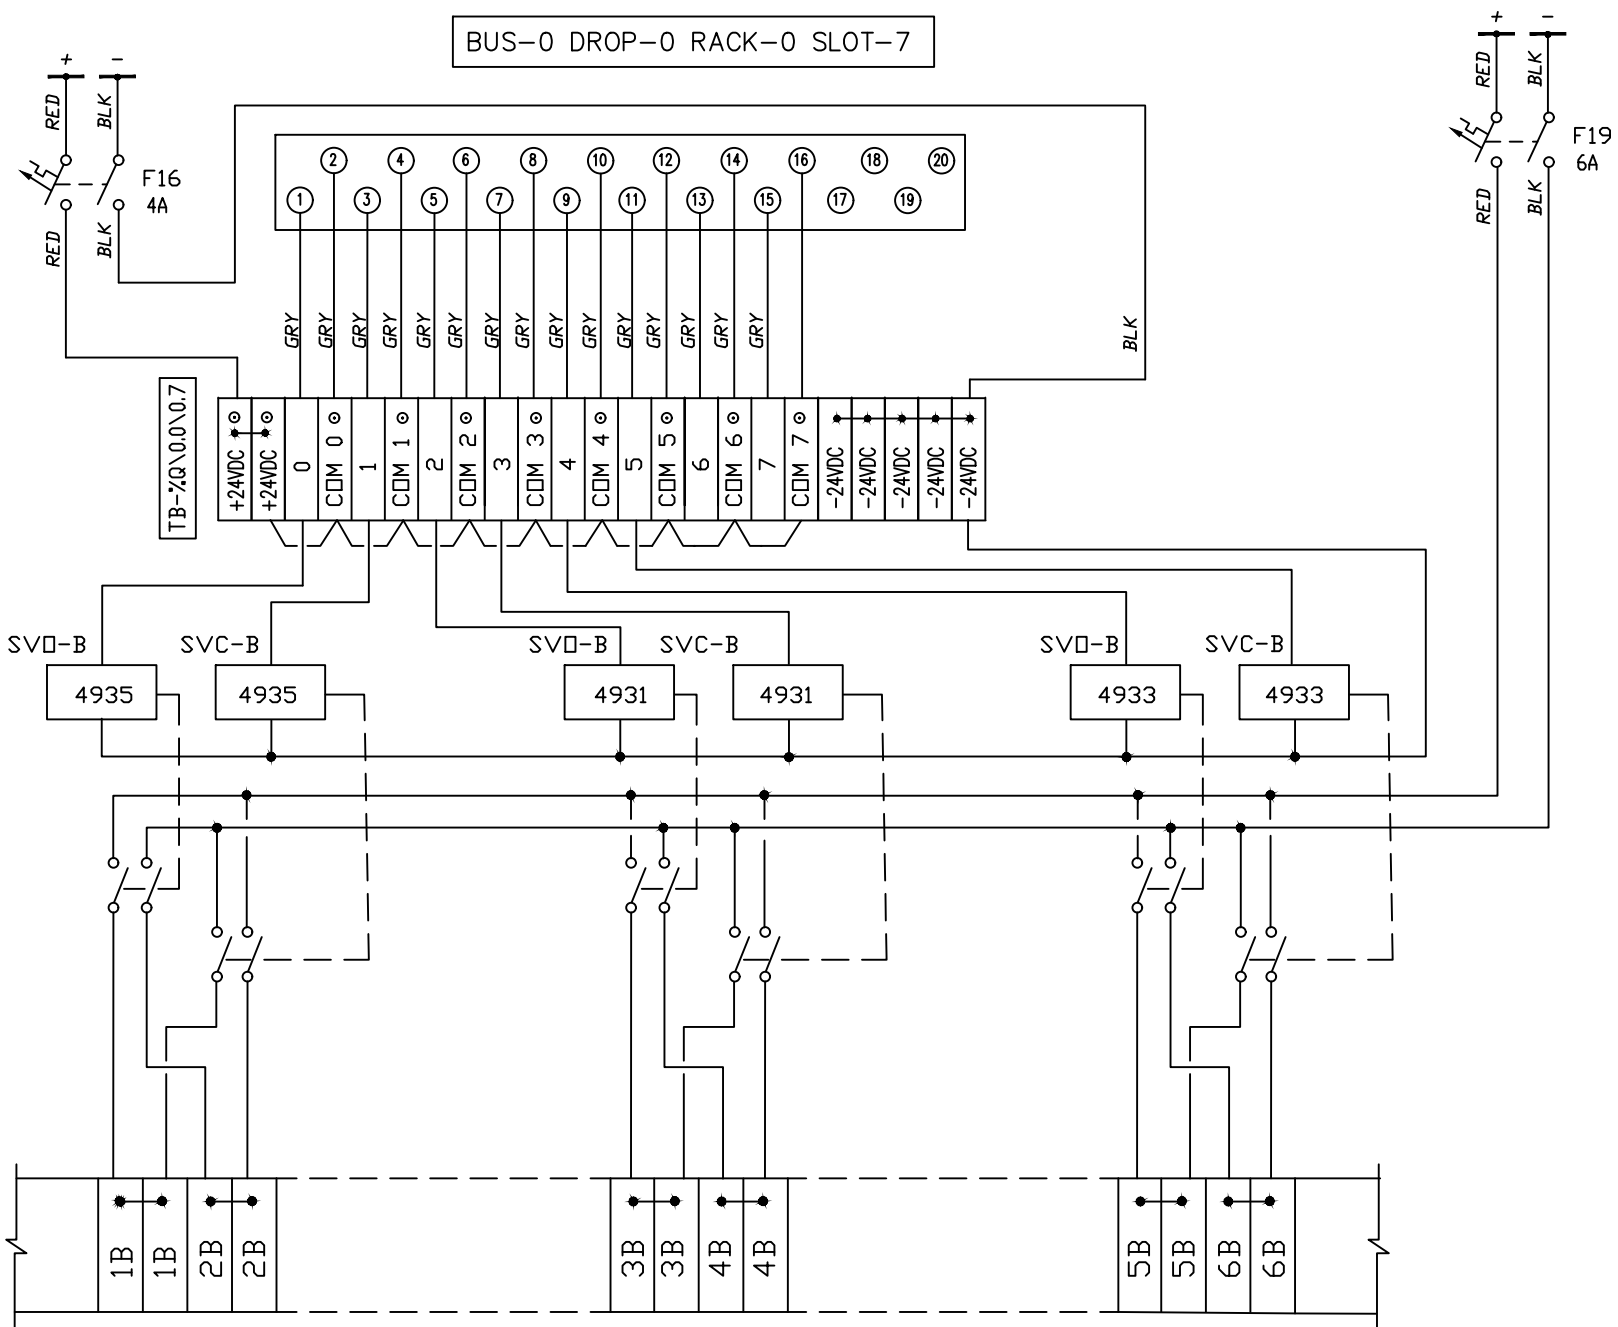 BUS-0 DROP-0 RACK-0 SLOT-7
+ -
RED BLK
F16
4A
RED BLK
+ -
RED BLK
F19
6A
RED BLK
2 4 6 8 10 12 14 16 18 20
1 3 5 7 9 11 13 15 17 19
GRY GRY GRY GRY GRY GRY GRY GRY GRY GRY GRY GRY GRY GRY GRY
BLK
TB-%Q\0.0\0.7
+24VDC +24VDC 0 COM 0 1 COM 1 2 COM 2 3 COM 3 4 COM 4 5 COM 5 6 COM 6 7 COM 7 -24VDC -24VDC -24VDC -24VDC -24VDC
SVO-B SVC-B SVO-B SVC-B SVO-B SVC-B
4935 4935 4931 4931 4933 4933
1B 1B 2B 2B 3B 3B 4B 4B 5B 5B 6B 6B